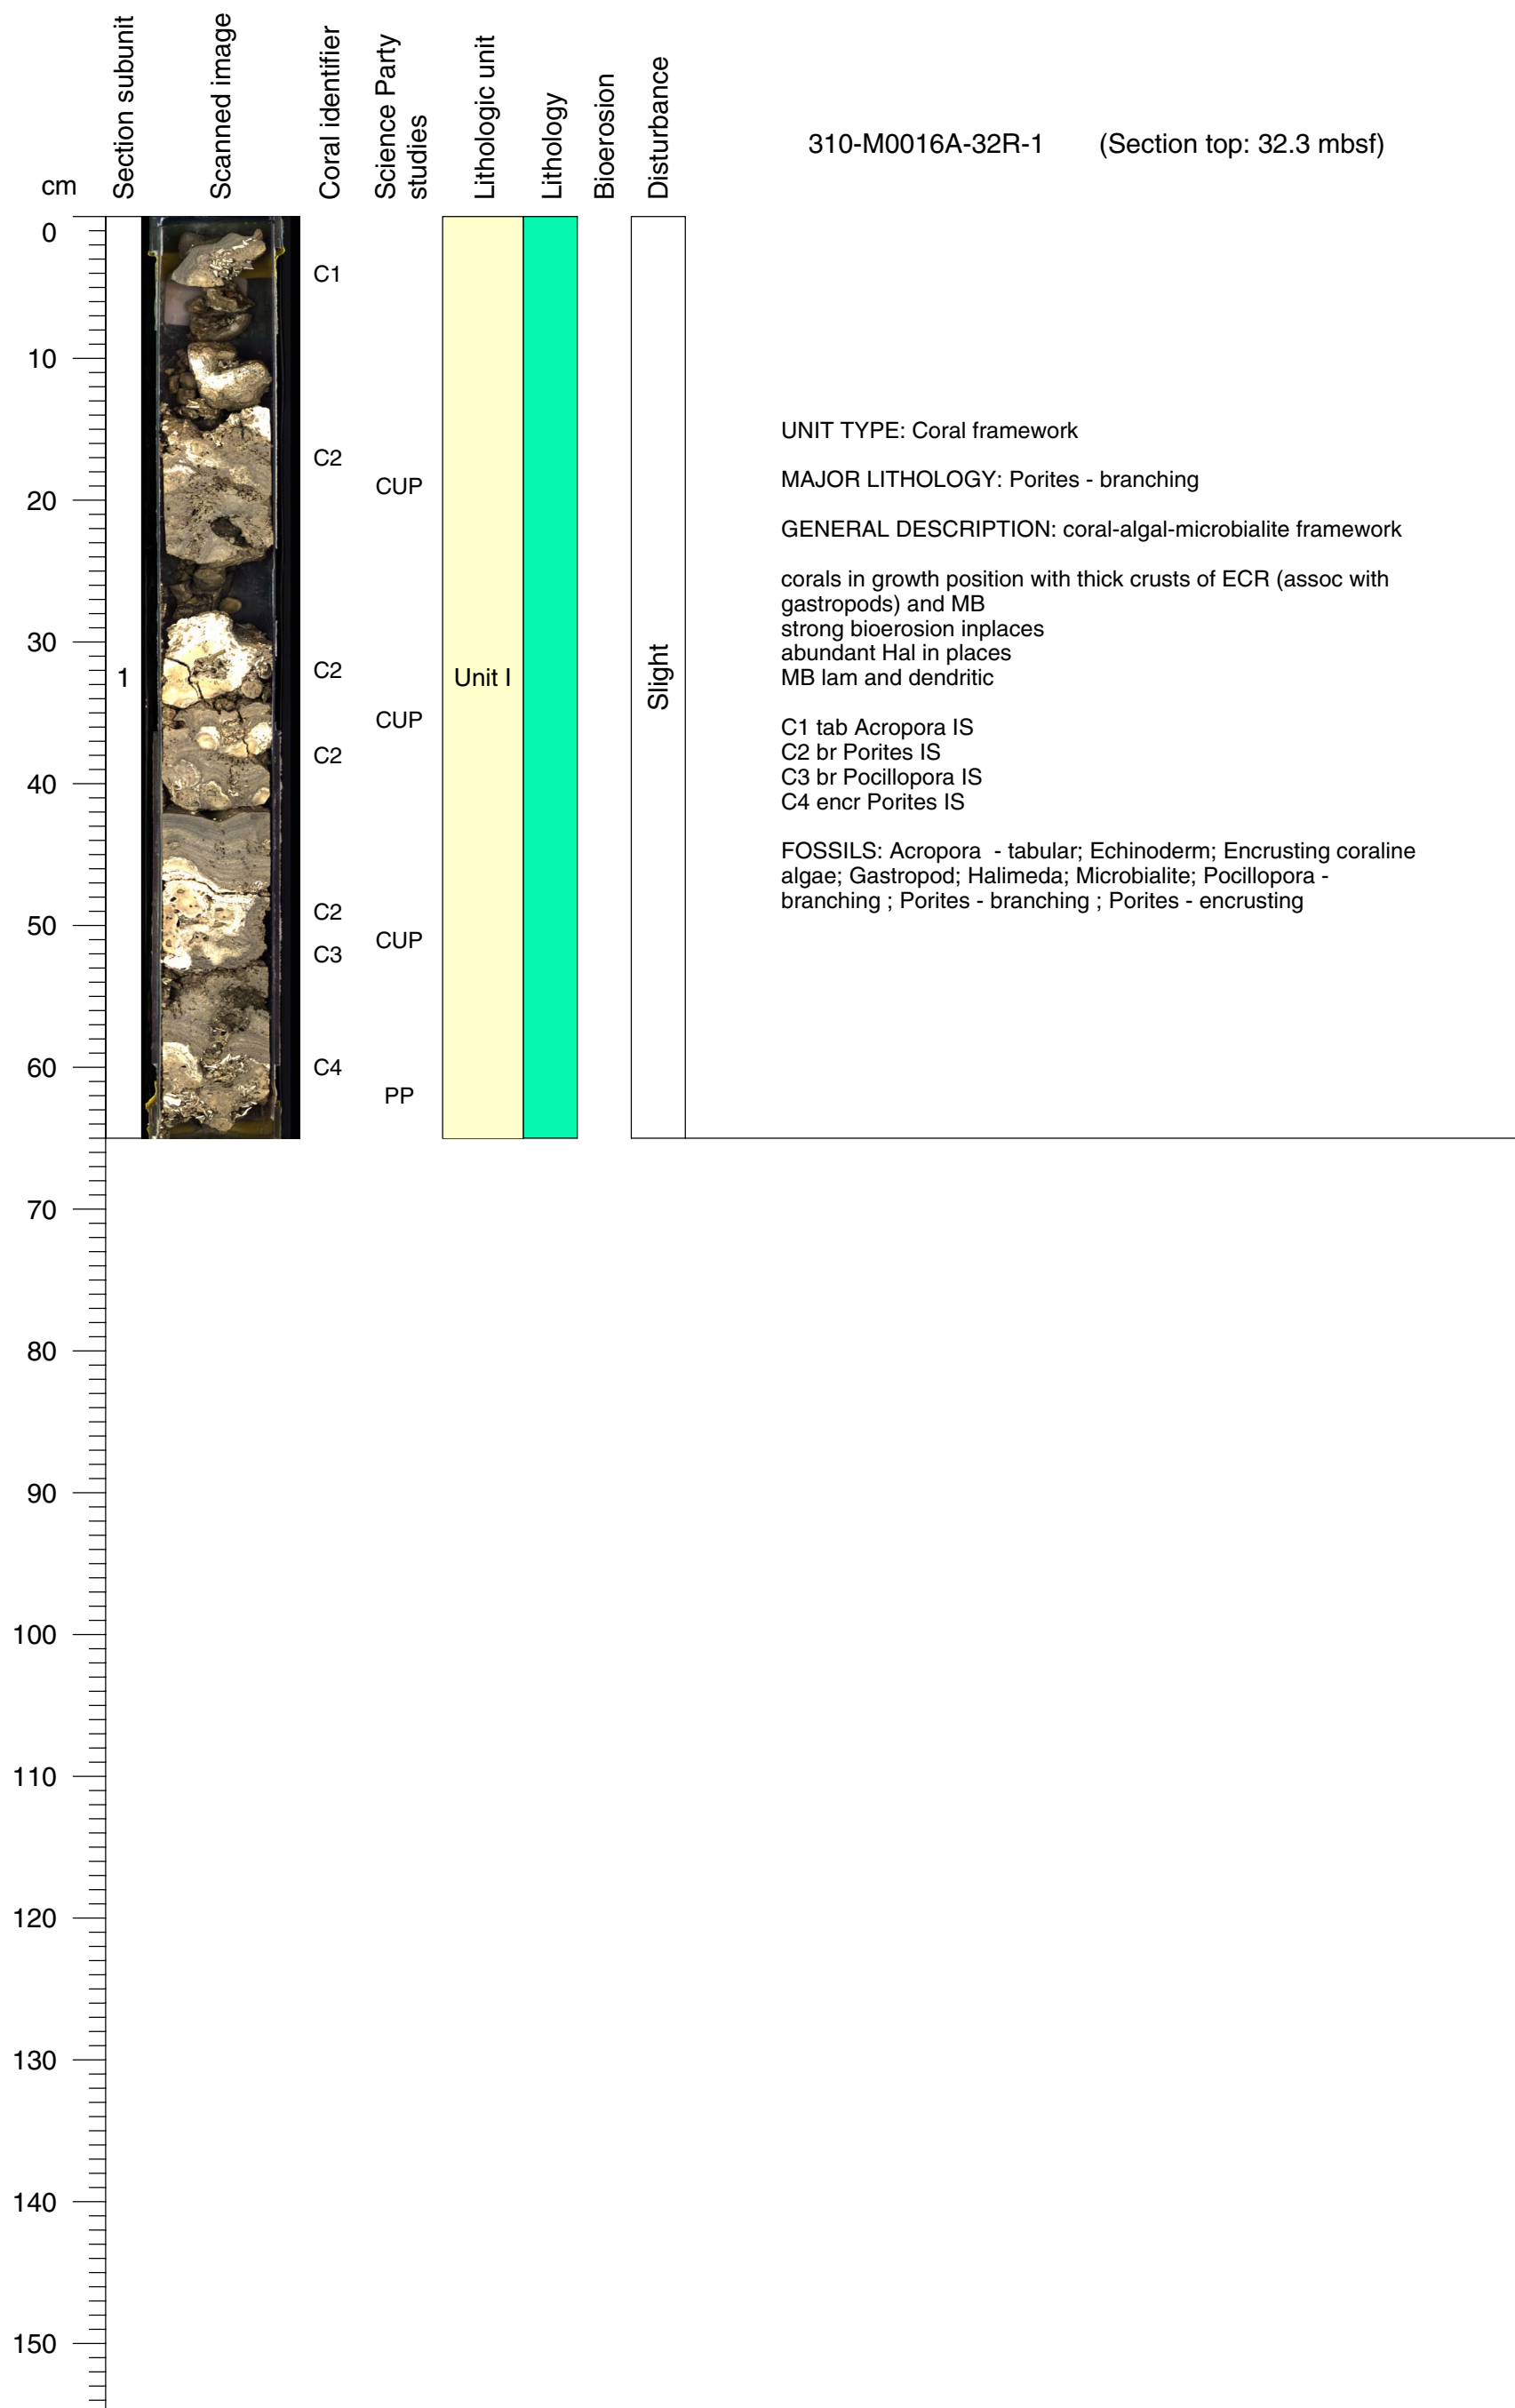 Section subunit
Scanned image
Coral identifier
Science Party
studies
Lithologic unit
Lithology
Bioerosion
Disturbance
310-M0016A-32R-1 (Section top: 32.3 mbsf)
cm
0
C1
10
UNIT TYPE: Coral framework
C2
MAJOR LITHOLOGY: Porites - branching
CUP
20
GENERAL DESCRIPTION: coral-algal-microbialite framework
corals in growth position with thick crusts of ECR (assoc with
gastropods) and MB
strong bioerosion inplaces
abundant Hal in places
MB lam and dendritic
30
C2
1
Unit I
Slight
CUP
C2
C1 tab Acropora IS
C2 br Porites IS
C3 br Pocillopora IS
C4 encr Porites IS
40
FOSSILS: Acropora  - tabular; Echinoderm; Encrusting coraline
algae; Gastropod; Halimeda; Microbialite; Pocillopora -
branching ; Porites - branching ; Porites - encrusting
C2
50
CUP
C3
60
C4
PP
70
80
90
100
110
120
130
140
150